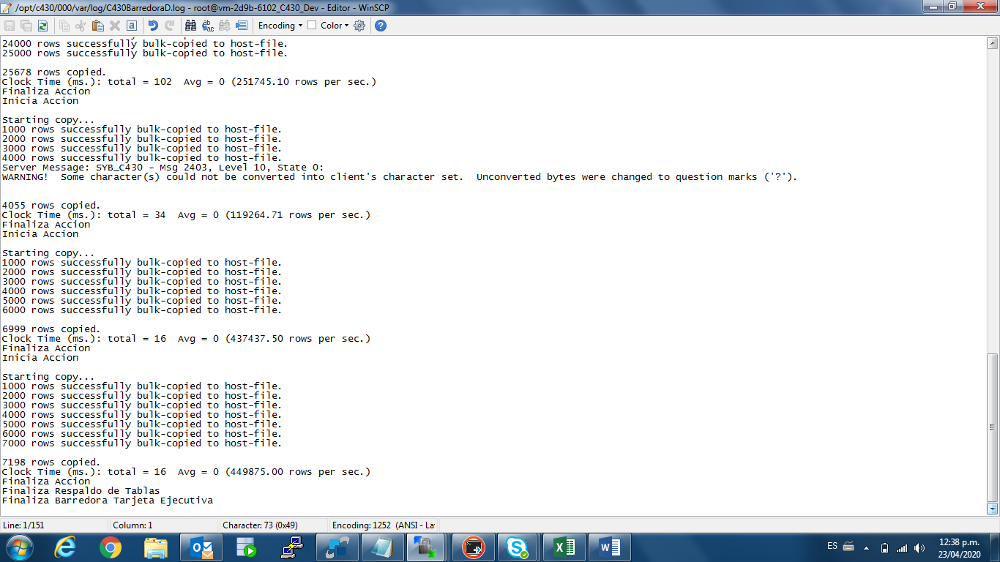 /opt/c430/000/var/log/C430BarredoraD.log - root@vm-2d9b-6102_C430_Dev - Editor - WinSCP
Encoding Color
24000 rows successfully bulk-copied to host-file.
25000 rows successfully bulk-copied to host-file.
25678 rows copied.
Clock Time (ms.): total = 102 Avg = 0 (251745.10 rows per sec.)
Finaliza Accion
Inicia Accion
Starting copy...
1000 rows successfully bulk-copied to host-file.
2000 rows successfully bulk-copied to host-file.
3000 rows successfully bulk-copied to host-file.
4000 rows successfully bulk-copied to host-file.
Server Message: SYB_C430 - Msg 2403, Level 10, State 0:
WARNING! Some character(s) could not be converted into client's character set. Unconverted bytes were changed to question marks ('?').
4055 rows copied.
Clock Time (ms.): total = 34 Avg = 0 (119264.71 rows per sec.)
Finaliza Accion
Inicia Accion
Starting copy...
1000 rows successfully bulk-copied to host-file.
2000 rows successfully bulk-copied to host-file.
3000 rows successfully bulk-copied to host-file.
4000 rows successfully bulk-copied to host-file.
5000 rows successfully bulk-copied to host-file.
6000 rows successfully bulk-copied to host-file.
6999 rows copied.
Clock Time (ms.): total = 16 Avg = 0 (437437.50 rows per sec.)
Finaliza Accion
Inicia Accion
Starting copy...
1000 rows successfully bulk-copied to host-file.
2000 rows successfully bulk-copied to host-file.
3000 rows successfully bulk-copied to host-file.
4000 rows successfully bulk-copied to host-file.
5000 rows successfully bulk-copied to host-file.
6000 rows successfully bulk-copied to host-file.
7000 rows successfully bulk-copied to host-file.
7198 rows copied.
Clock Time (ms.): total = 16 Avg = 0 (449875.00 rows per sec.)
Finaliza Accion
Finaliza Respaldo de Tablas
Finaliza Barredora Tarjeta Ejecutiva
Line: 1/151 Column: 1 Character: 73 (0x49) Encoding: 1252 (ANSI - La
ES 12:38 p.m.
23/04/2020